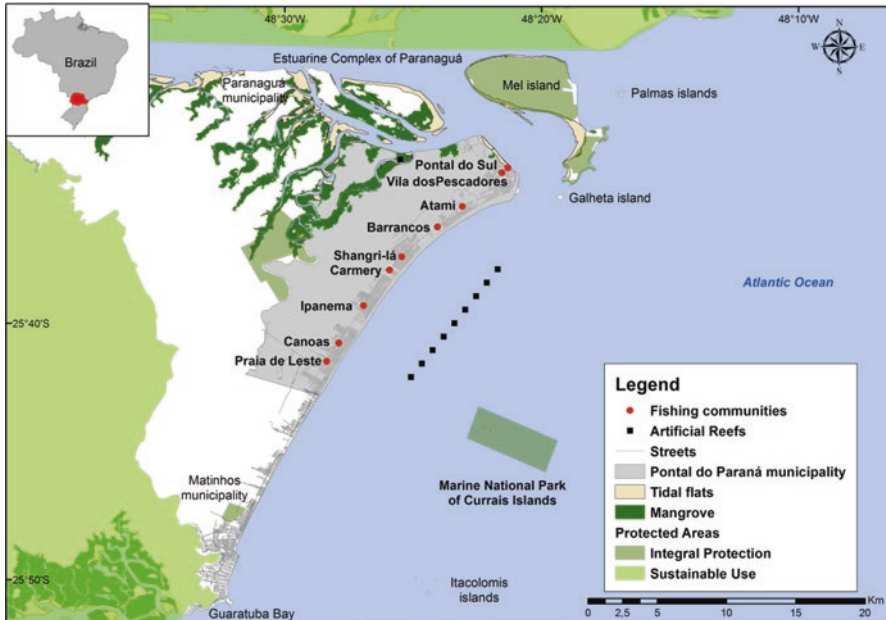 48°30'W
48°20'W
48°10'W
Brazil
Estuarine Complex of Paranaguá
N
W
E
S
Paranaguá
municipality
Mel island
Palmas islands
Pontal do Sul
Vila dosPescadores
Galheta island
Atami
Barrancos
Shangri-lá
Carmery
Atlantic Ocean
Ipanema
25°40'S
Canoas
Praia de Leste
Legend
Fishing communities
Artificial Reefs
Streets
Pontal do Paraná municipality
Tidal flats
Mangrove
Protected Areas
Integral Protection
Sustainable Use
Matinhos
municipality
Marine National Park
of Currais Islands
25°50'S
Itacolomis
islands
Guaratuba Bay
Km
0 2,5 5 10 15 20